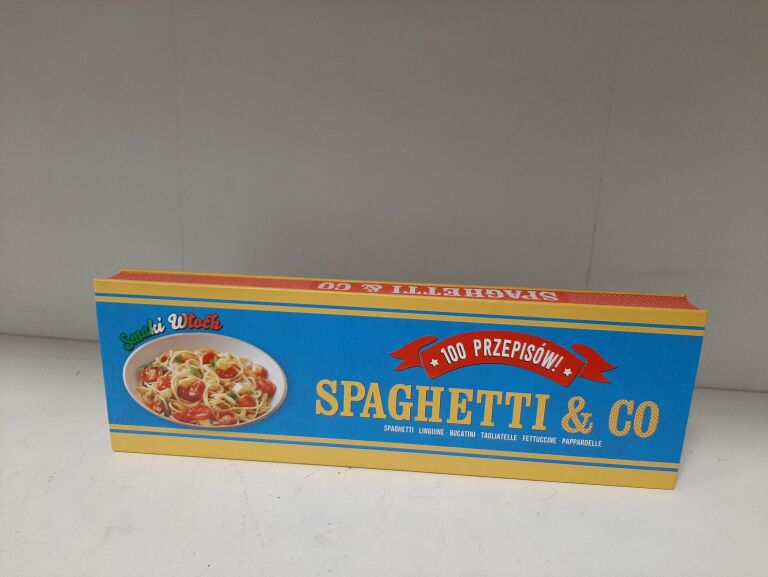 SPAGHETTI & CO
Smaki Włoch
100 PRZEPISÓW!
SPAGHETTI & CO
SPAGHETTI · LINGUINE · BUCATINI · TAGLIATELLE · FETTUCCINE · PAPPARDELLE